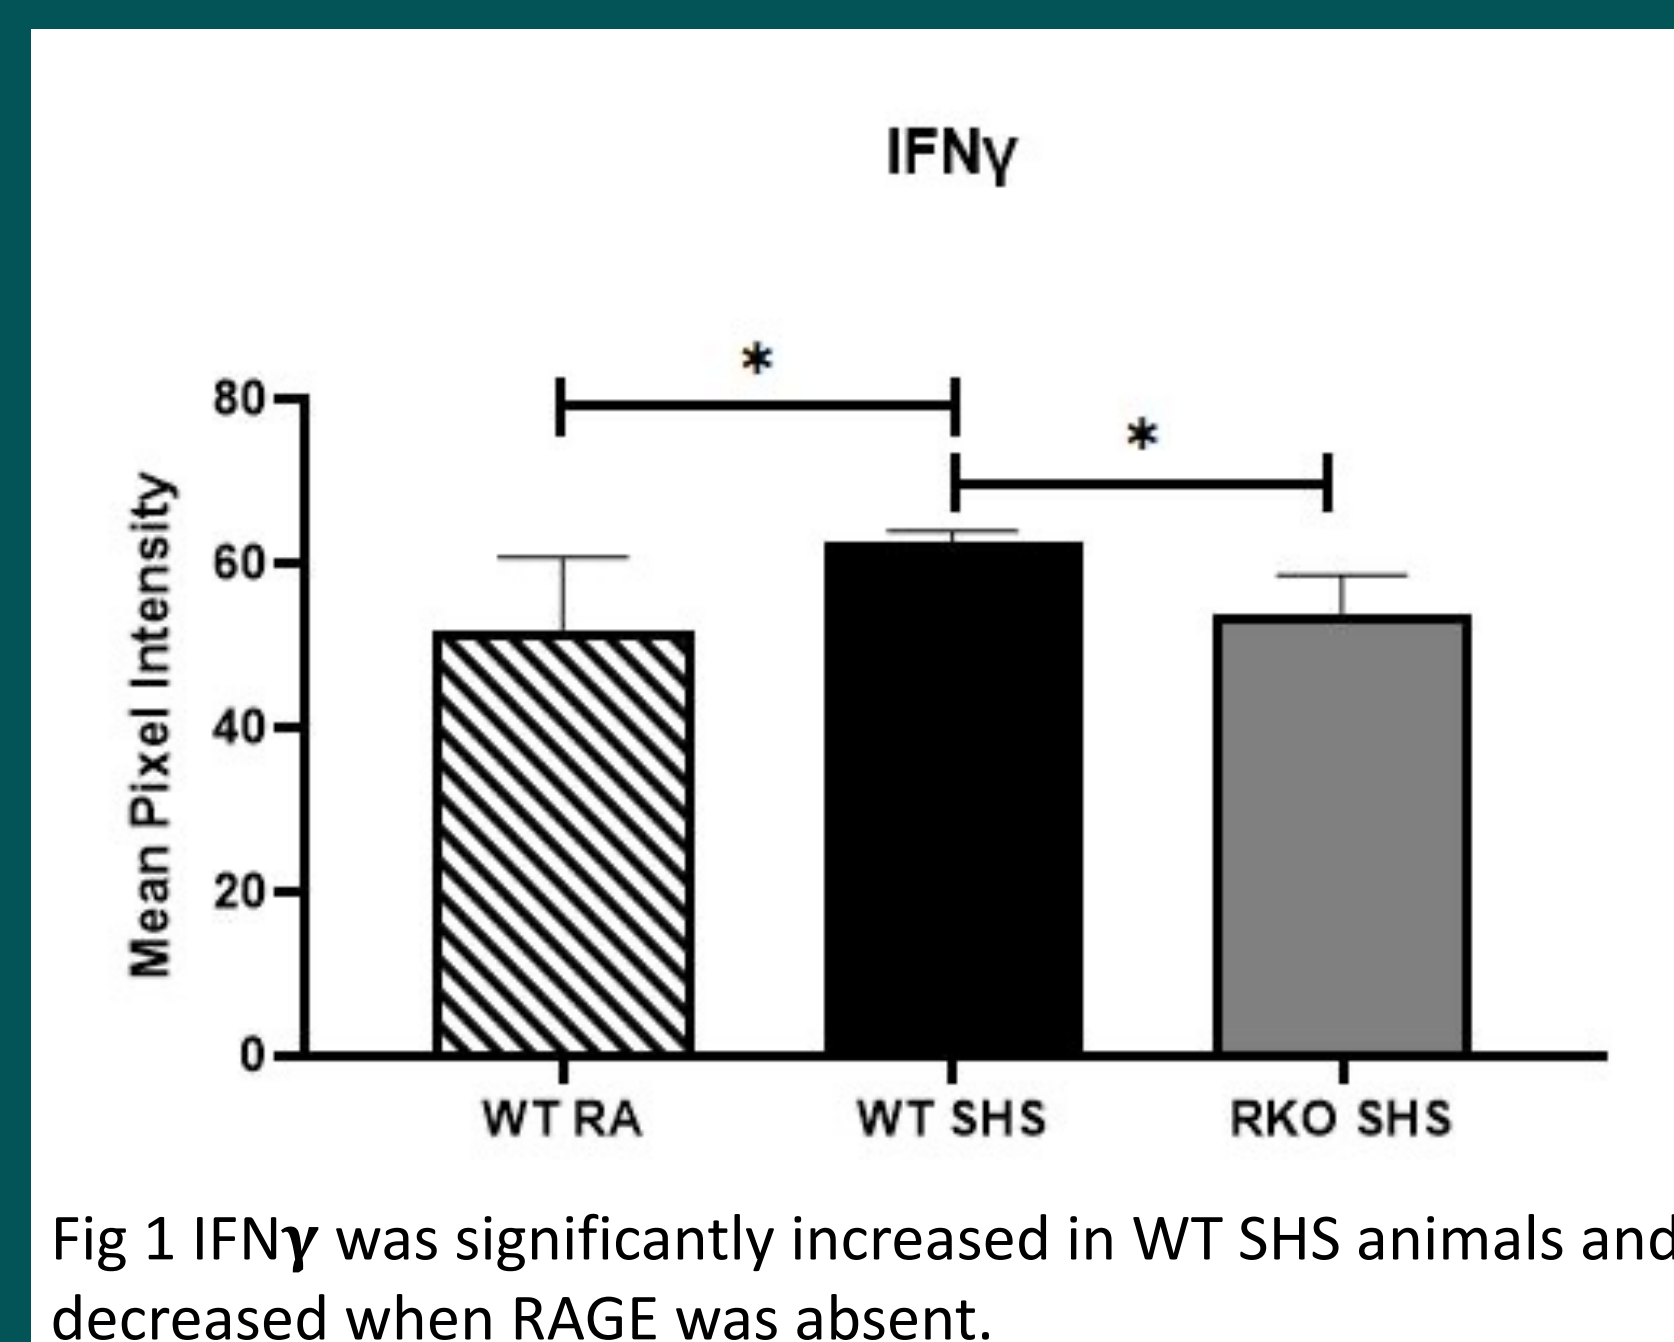 IFNγ
*
*
80
60
40
20
0
Mean Pixel Intensity
WT RA
WT SHS
RKO SHS
Fig 1 IFNγ was significantly increased in WT SHS animals and
decreased when RAGE was absent.